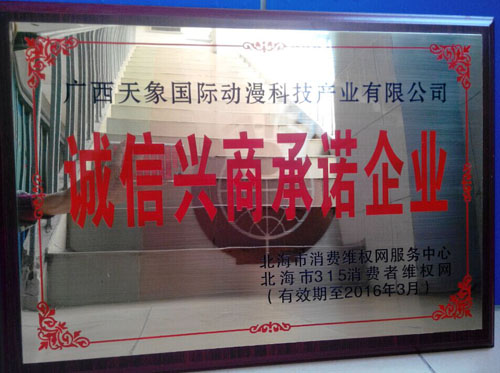 广西天象国际动漫科技产业有限公司
诚信兴商承诺企业
北海市消费维权网服务中心
北海市315消费者维权网
（有效期至2016年3月）